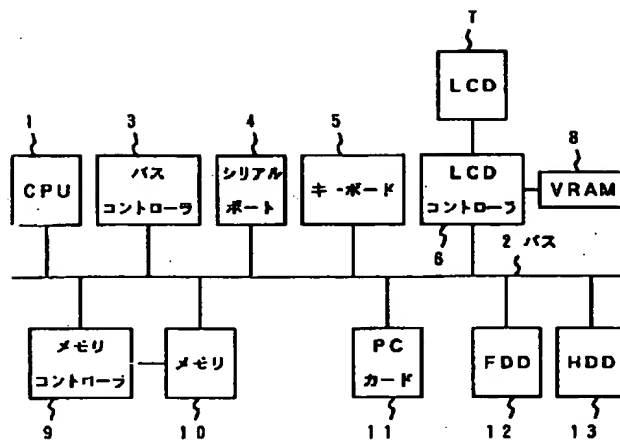 T
LCD
1
3
4
5
8
CPU
バス
コントローラ
シリアル
ポート
キーボード
LCD
コントローラ
VRAM
6
2 バス
メモリ
コントローラ
メモリ
PC
カード
FDD
HDD
9
10
11
12
13